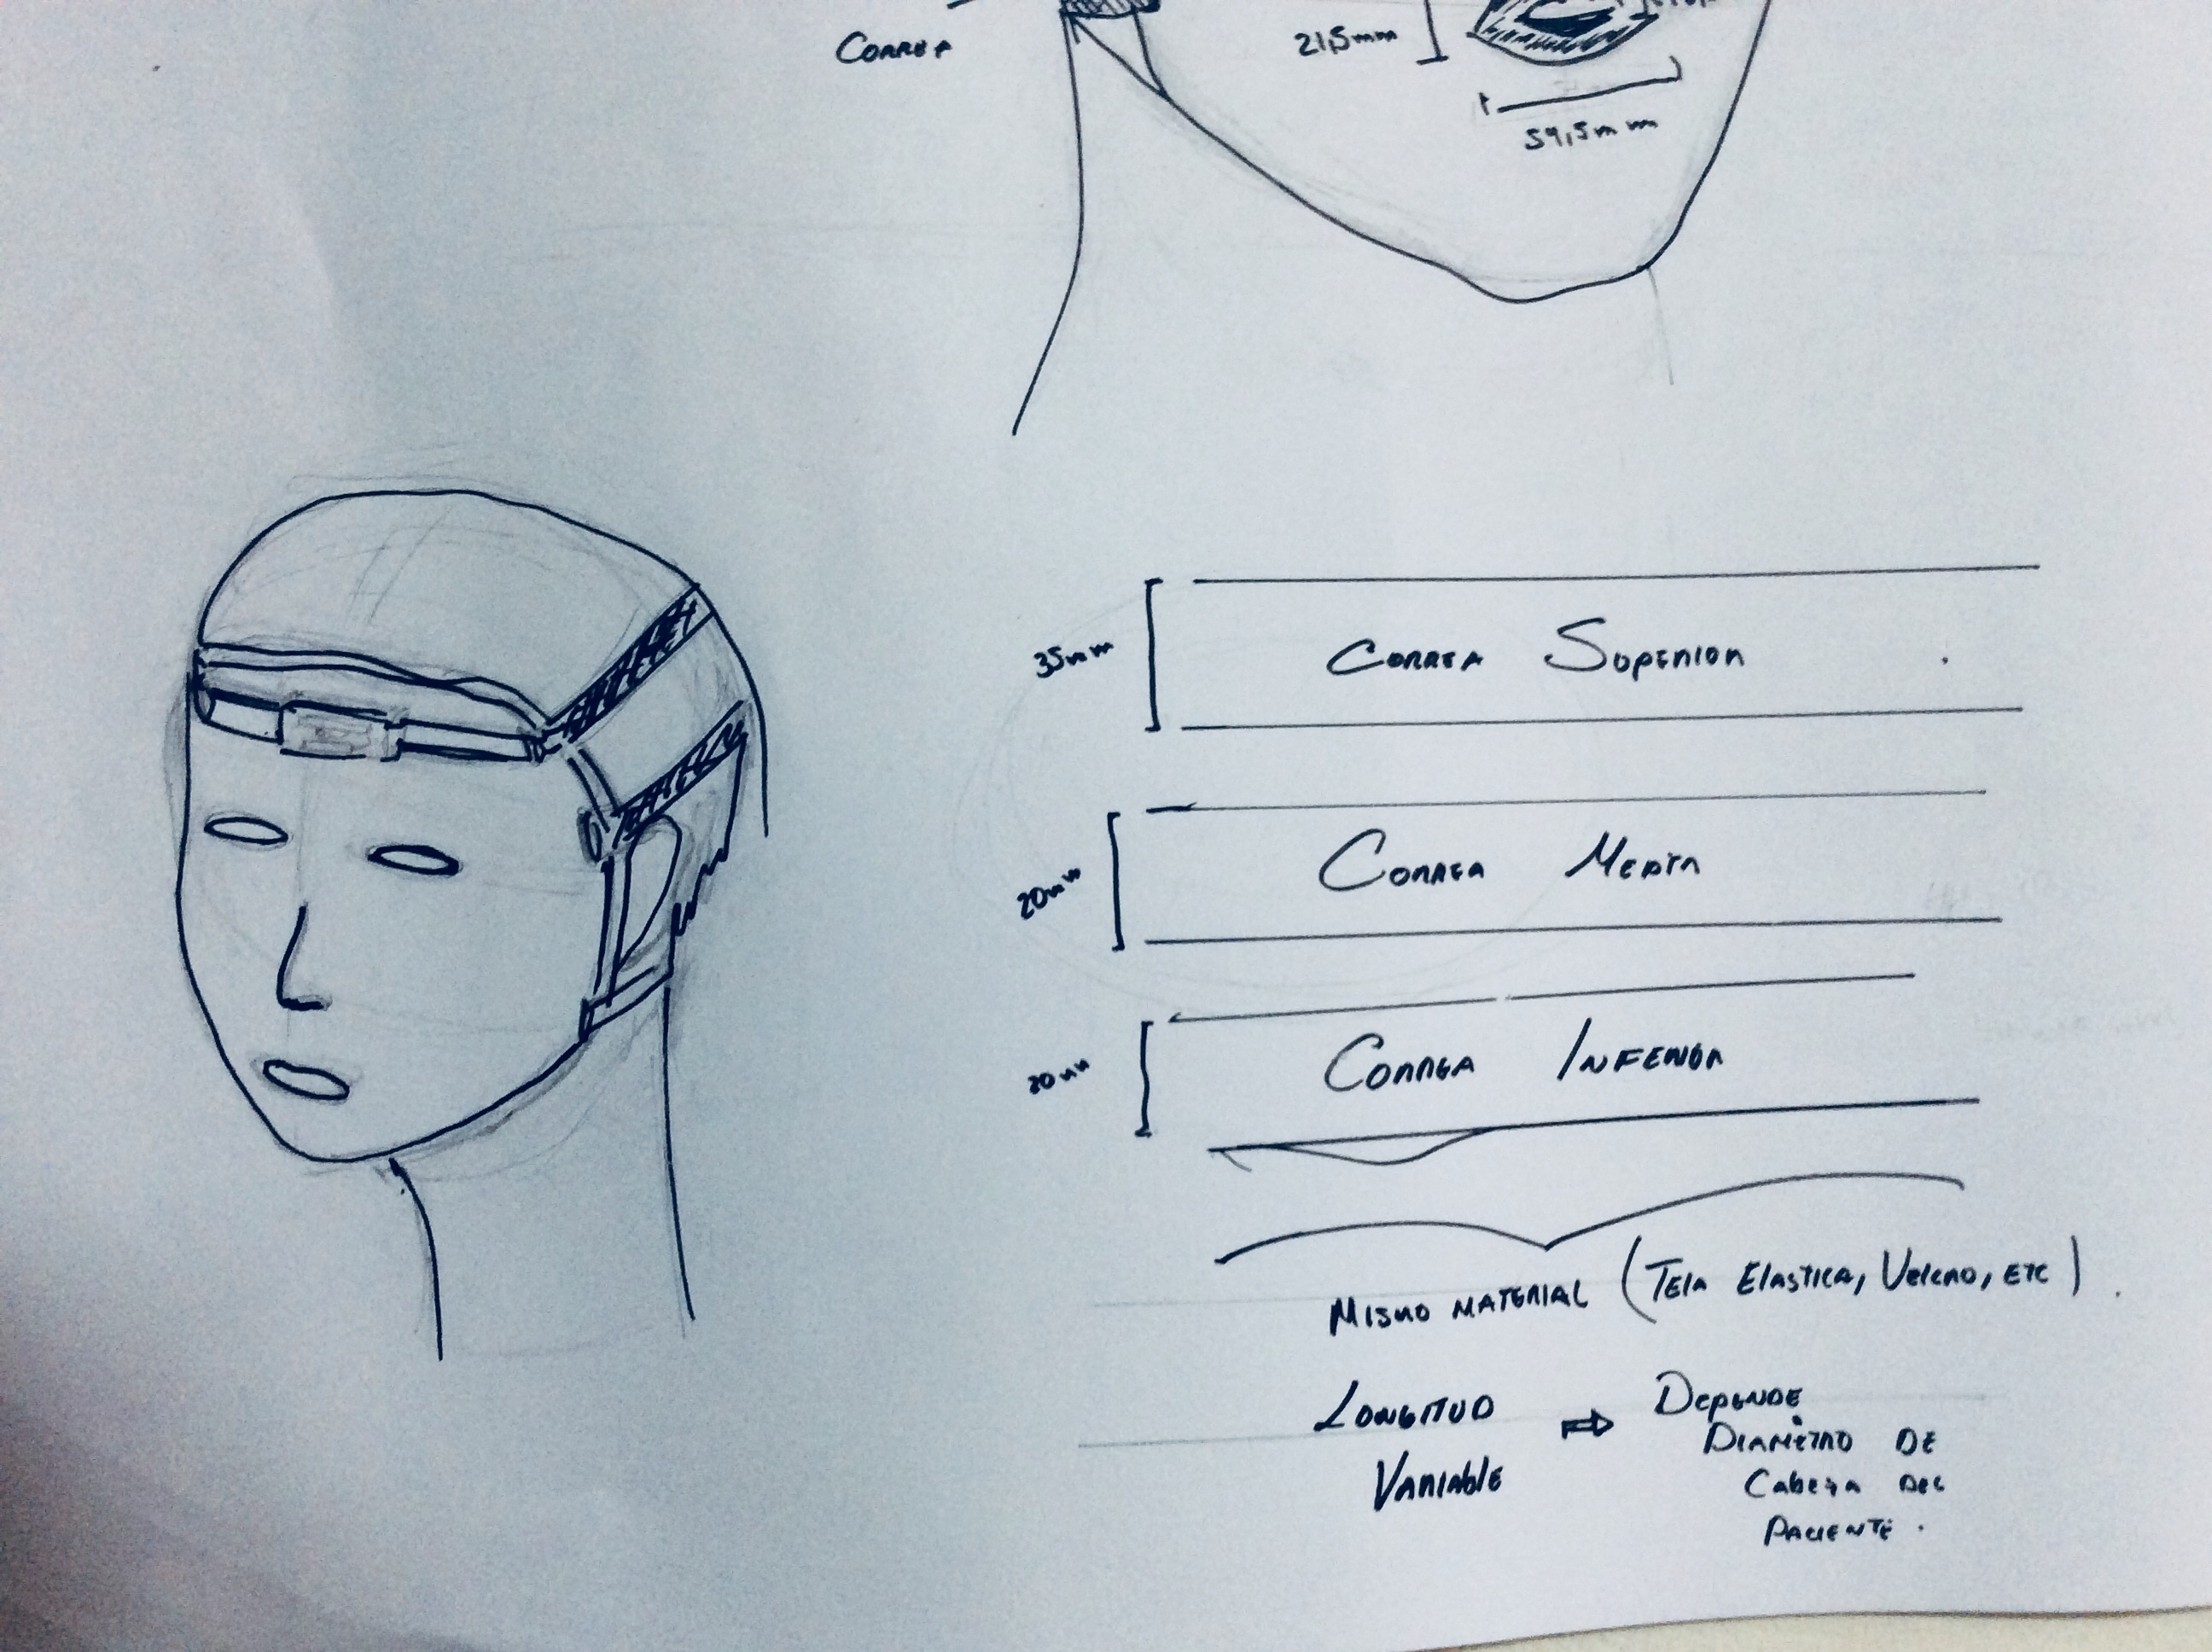 CORREA
21,5mm
59,5mm
35mm
CORREA SUPERIOR
20mm
CORREA MEDIA
20mm
CORREA INFERIOR
MISMO MATERIAL (TELA ELASTICA, VELCRO, ETC).
LONGITUD VARIABLE ⇒ DEPENDE
DIAMETRO DE
CABEZA DEL
PACIENTE.